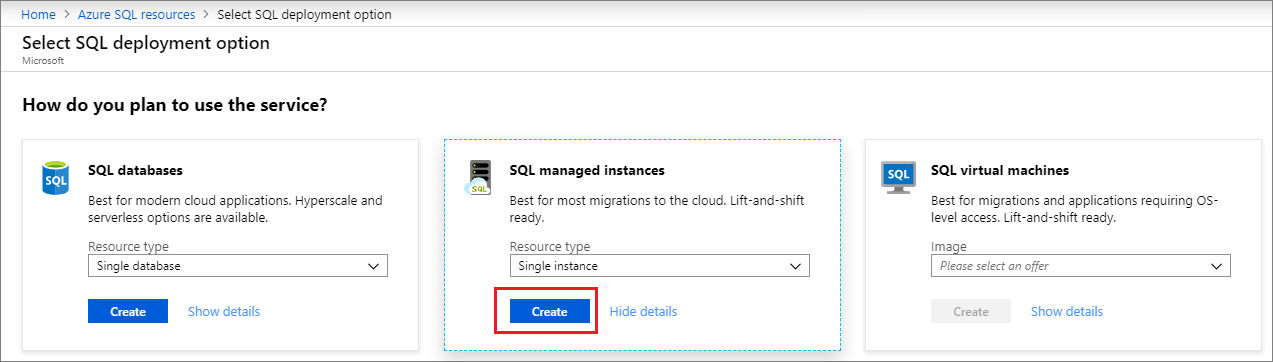 Home > Azure SQL resources > Select SQL deployment option
Select SQL deployment option
Microsoft
How do you plan to use the service?
SQL
SQL databases
Best for modern cloud applications. Hyperscale and
serverless options are available.
Resource type
Single database
Create
Show details
SQL
SQL managed instances
Best for most migrations to the cloud. Lift-and-shift
ready.
Resource type
Single instance
Create
Hide details
SQL
SQL virtual machines
Best for migrations and applications requiring OS-
level access. Lift-and-shift ready.
Image
Please select an offer
Create
Show details